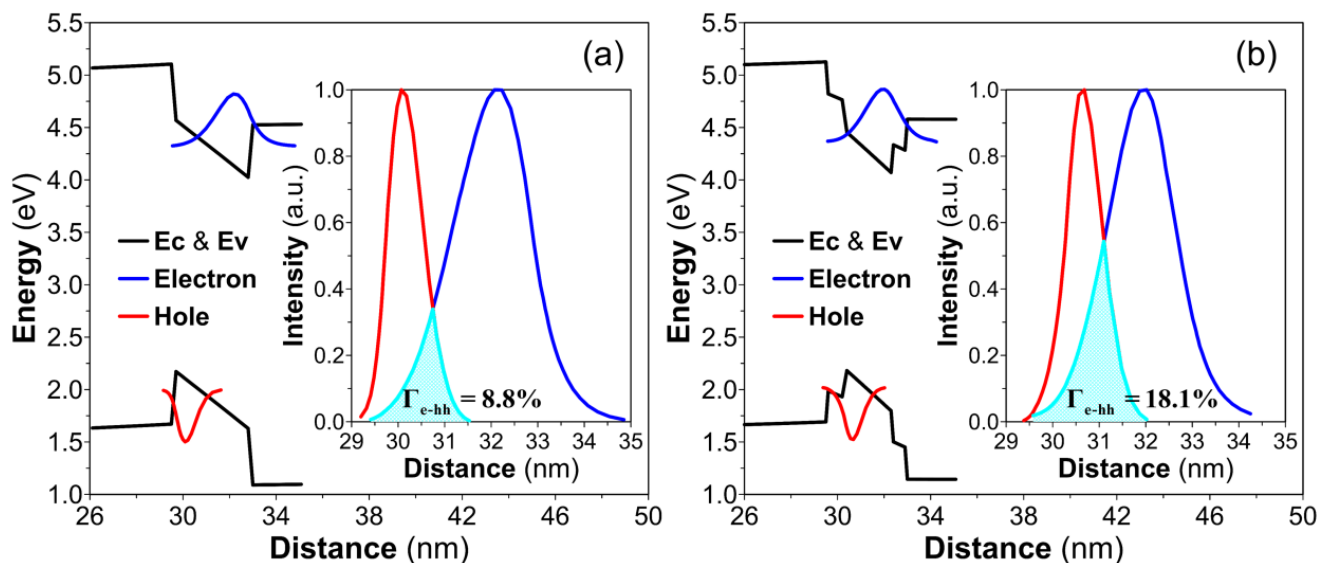 (a)
5.5
5.0
4.5
4.0
3.5
3.0
2.5
2.0
1.5
1.0
Energy (eV)
26 30 34 38 42 46 50
Distance (nm)
Ec & Ev
Electron
Hole
1.0
0.8
0.6
0.4
0.2
0.0
Intensity (a.u.)
29 30 31 32 33 34 35
Distance (nm)
Γe-hh = 8.8%
(b)
5.5
5.0
4.5
4.0
3.5
3.0
2.5
2.0
1.5
1.0
Energy (eV)
26 30 34 38 42 46 50
Distance (nm)
Ec & Ev
Electron
Hole
1.0
0.8
0.6
0.4
0.2
0.0
Intensity (a.u.)
29 30 31 32 33 34 35
Distance (nm)
Γe-hh = 18.1%